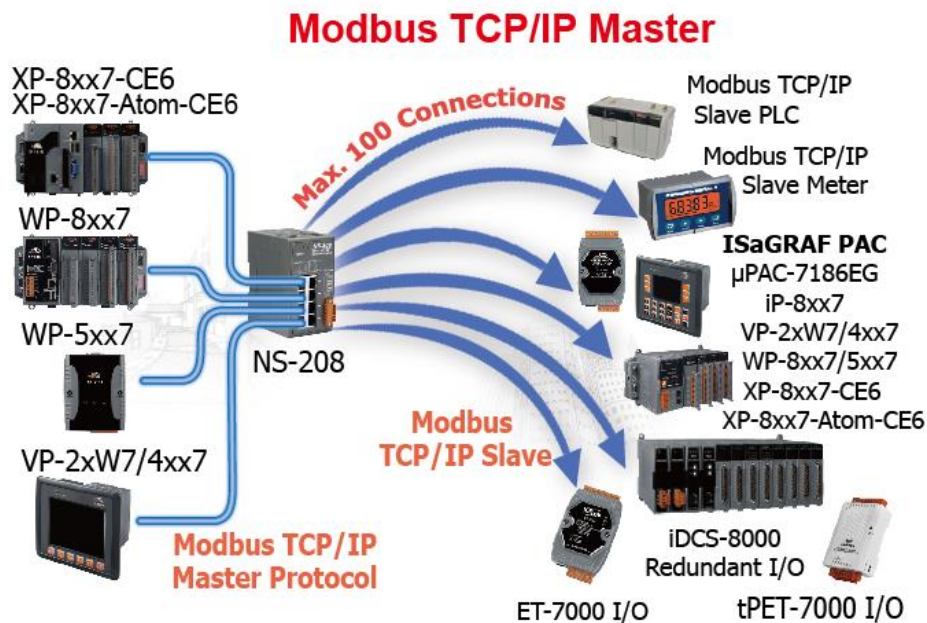 Modbus TCP/IP Master
XP-8xx7-CE6
XP-8xx7-Atom-CE6
WP-8xx7
WP-5xx7
VP-2xW7/4xx7
Modbus TCP/IP
Master Protocol
NS-208
Max. 100 Connections
Modbus
TCP/IP Slave
Modbus TCP/IP
Slave PLC
Modbus TCP/IP
Slave Meter
68383
ISaGRAF PAC
µPAC-7186EG
iP-8xx7
VP-2xW7/4xx7
WP-8xx7/5xx7
XP-8xx7-CE6
XP-8xx7-Atom-CE6
iDCS-8000
Redundant I/O
ET-7000 I/O
tPET-7000 I/O